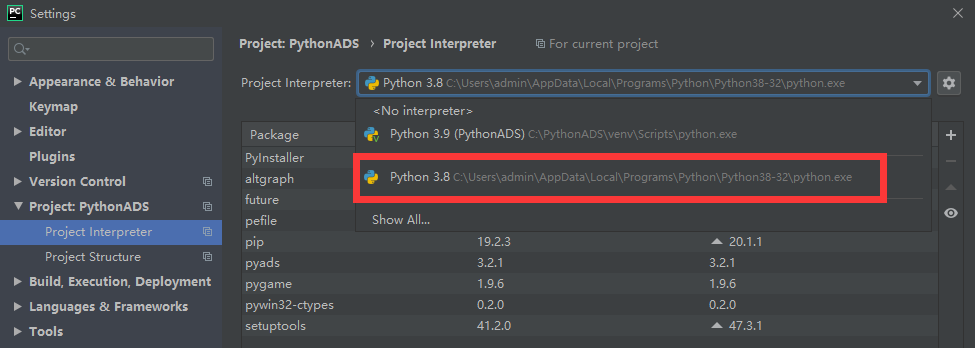 PC Settings
Project: PythonADS › Project Interpreter For current project
Appearance & Behavior
Keymap
Editor
Plugins
Version Control
Project: PythonADS
Project Interpreter
Project Structure
Build, Execution, Deployment
Languages & Frameworks
Tools
Project Interpreter: Python 3.8 C:\Users\admin\AppData\Local\Programs\Python\Python38-32\python.exe
<No interpreter>
Python 3.9 (PythonADS) C:\PythonADS\venv\Scripts\python.exe
Python 3.8 C:\Users\admin\AppData\Local\Programs\Python\Python38-32\python.exe
Show All...
Package
PyInstaller
altgraph
future
pefile
pip 19.2.3 20.1.1
pyads 3.2.1 3.2.1
pygame 1.9.6 1.9.6
pywin32-ctypes 0.2.0 0.2.0
setuptools 41.2.0 47.3.1